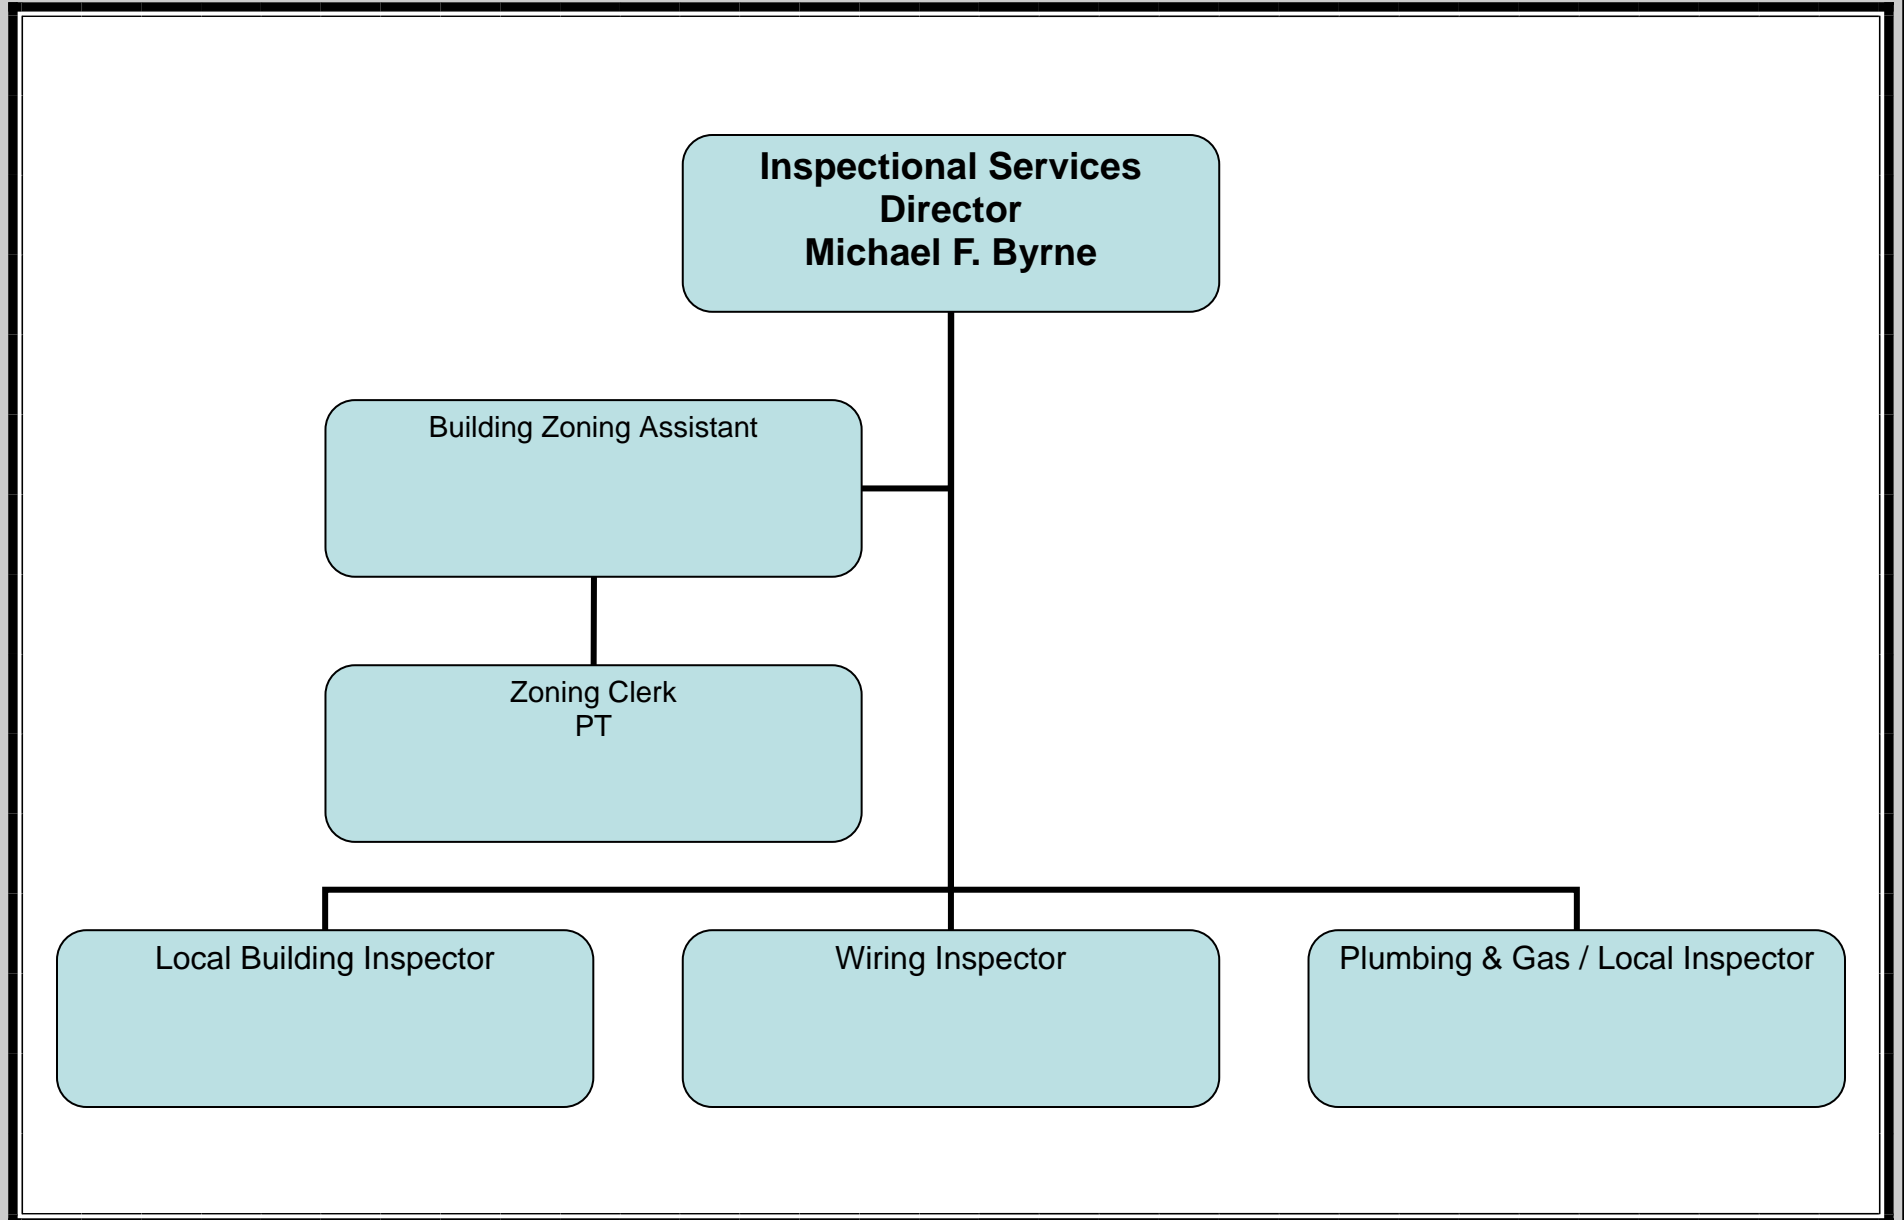 Inspectional Services
Director
Michael F. Byrne
Building Zoning Assistant
Zoning Clerk
PT
Local Building Inspector
Wiring Inspector
Plumbing & Gas / Local Inspector